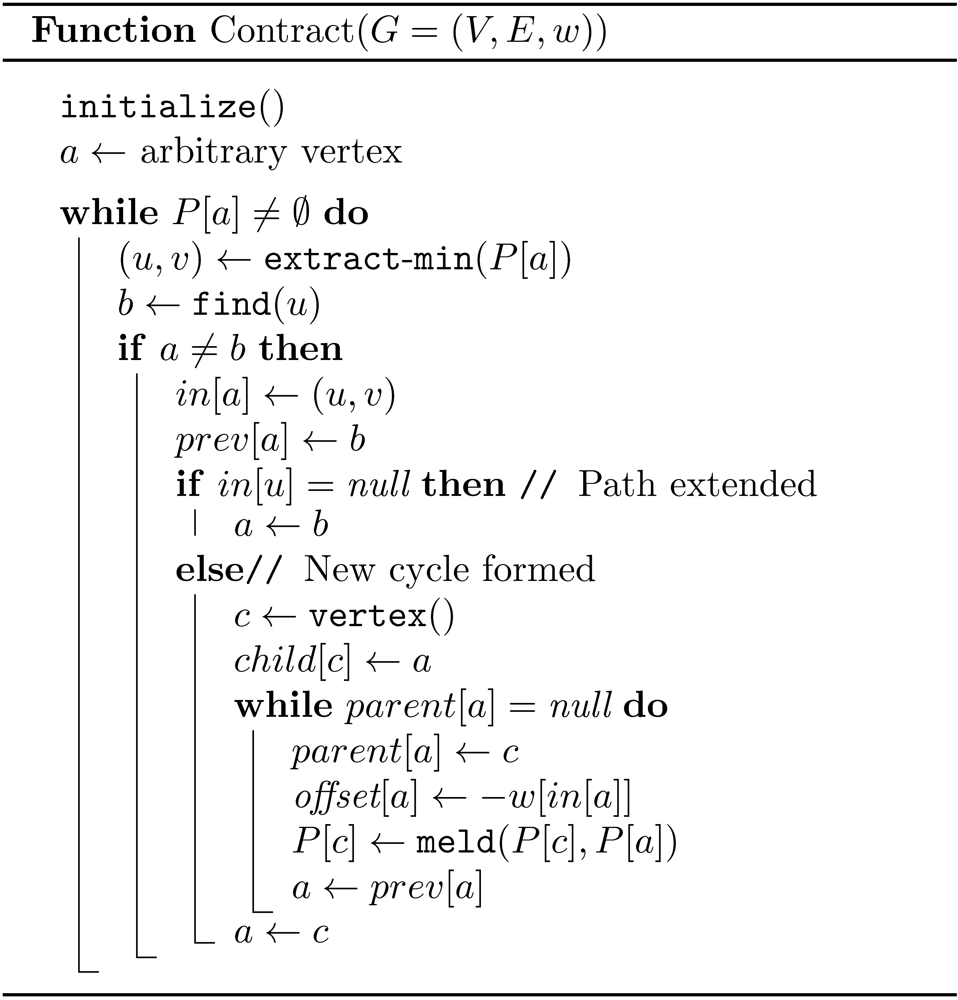 Function Contract(G = (V, E, w))
initialize()
a ← arbitrary vertex
while P[a] ≠ ∅ do
(u, v) ← extract-min(P[a])
b ← find(u)
if a ≠ b then
in[a] ← (u, v)
prev[a] ← b
if in[u] = null then // Path extended
a ← b
else// New cycle formed
c ← vertex()
child[c] ← a
while parent[a] = null do
parent[a] ← c
offset[a] ← −w[in[a]]
P[c] ← meld(P[c], P[a])
a ← prev[a]
a ← c